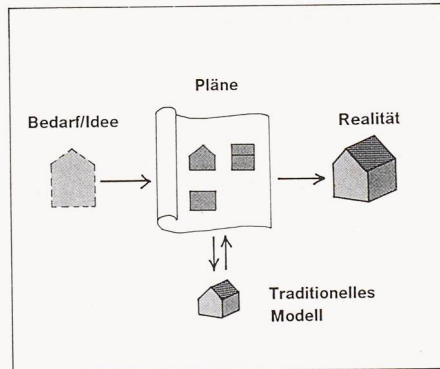 Pläne
Bedarf/Idee
Realität
Traditionelles
Modell